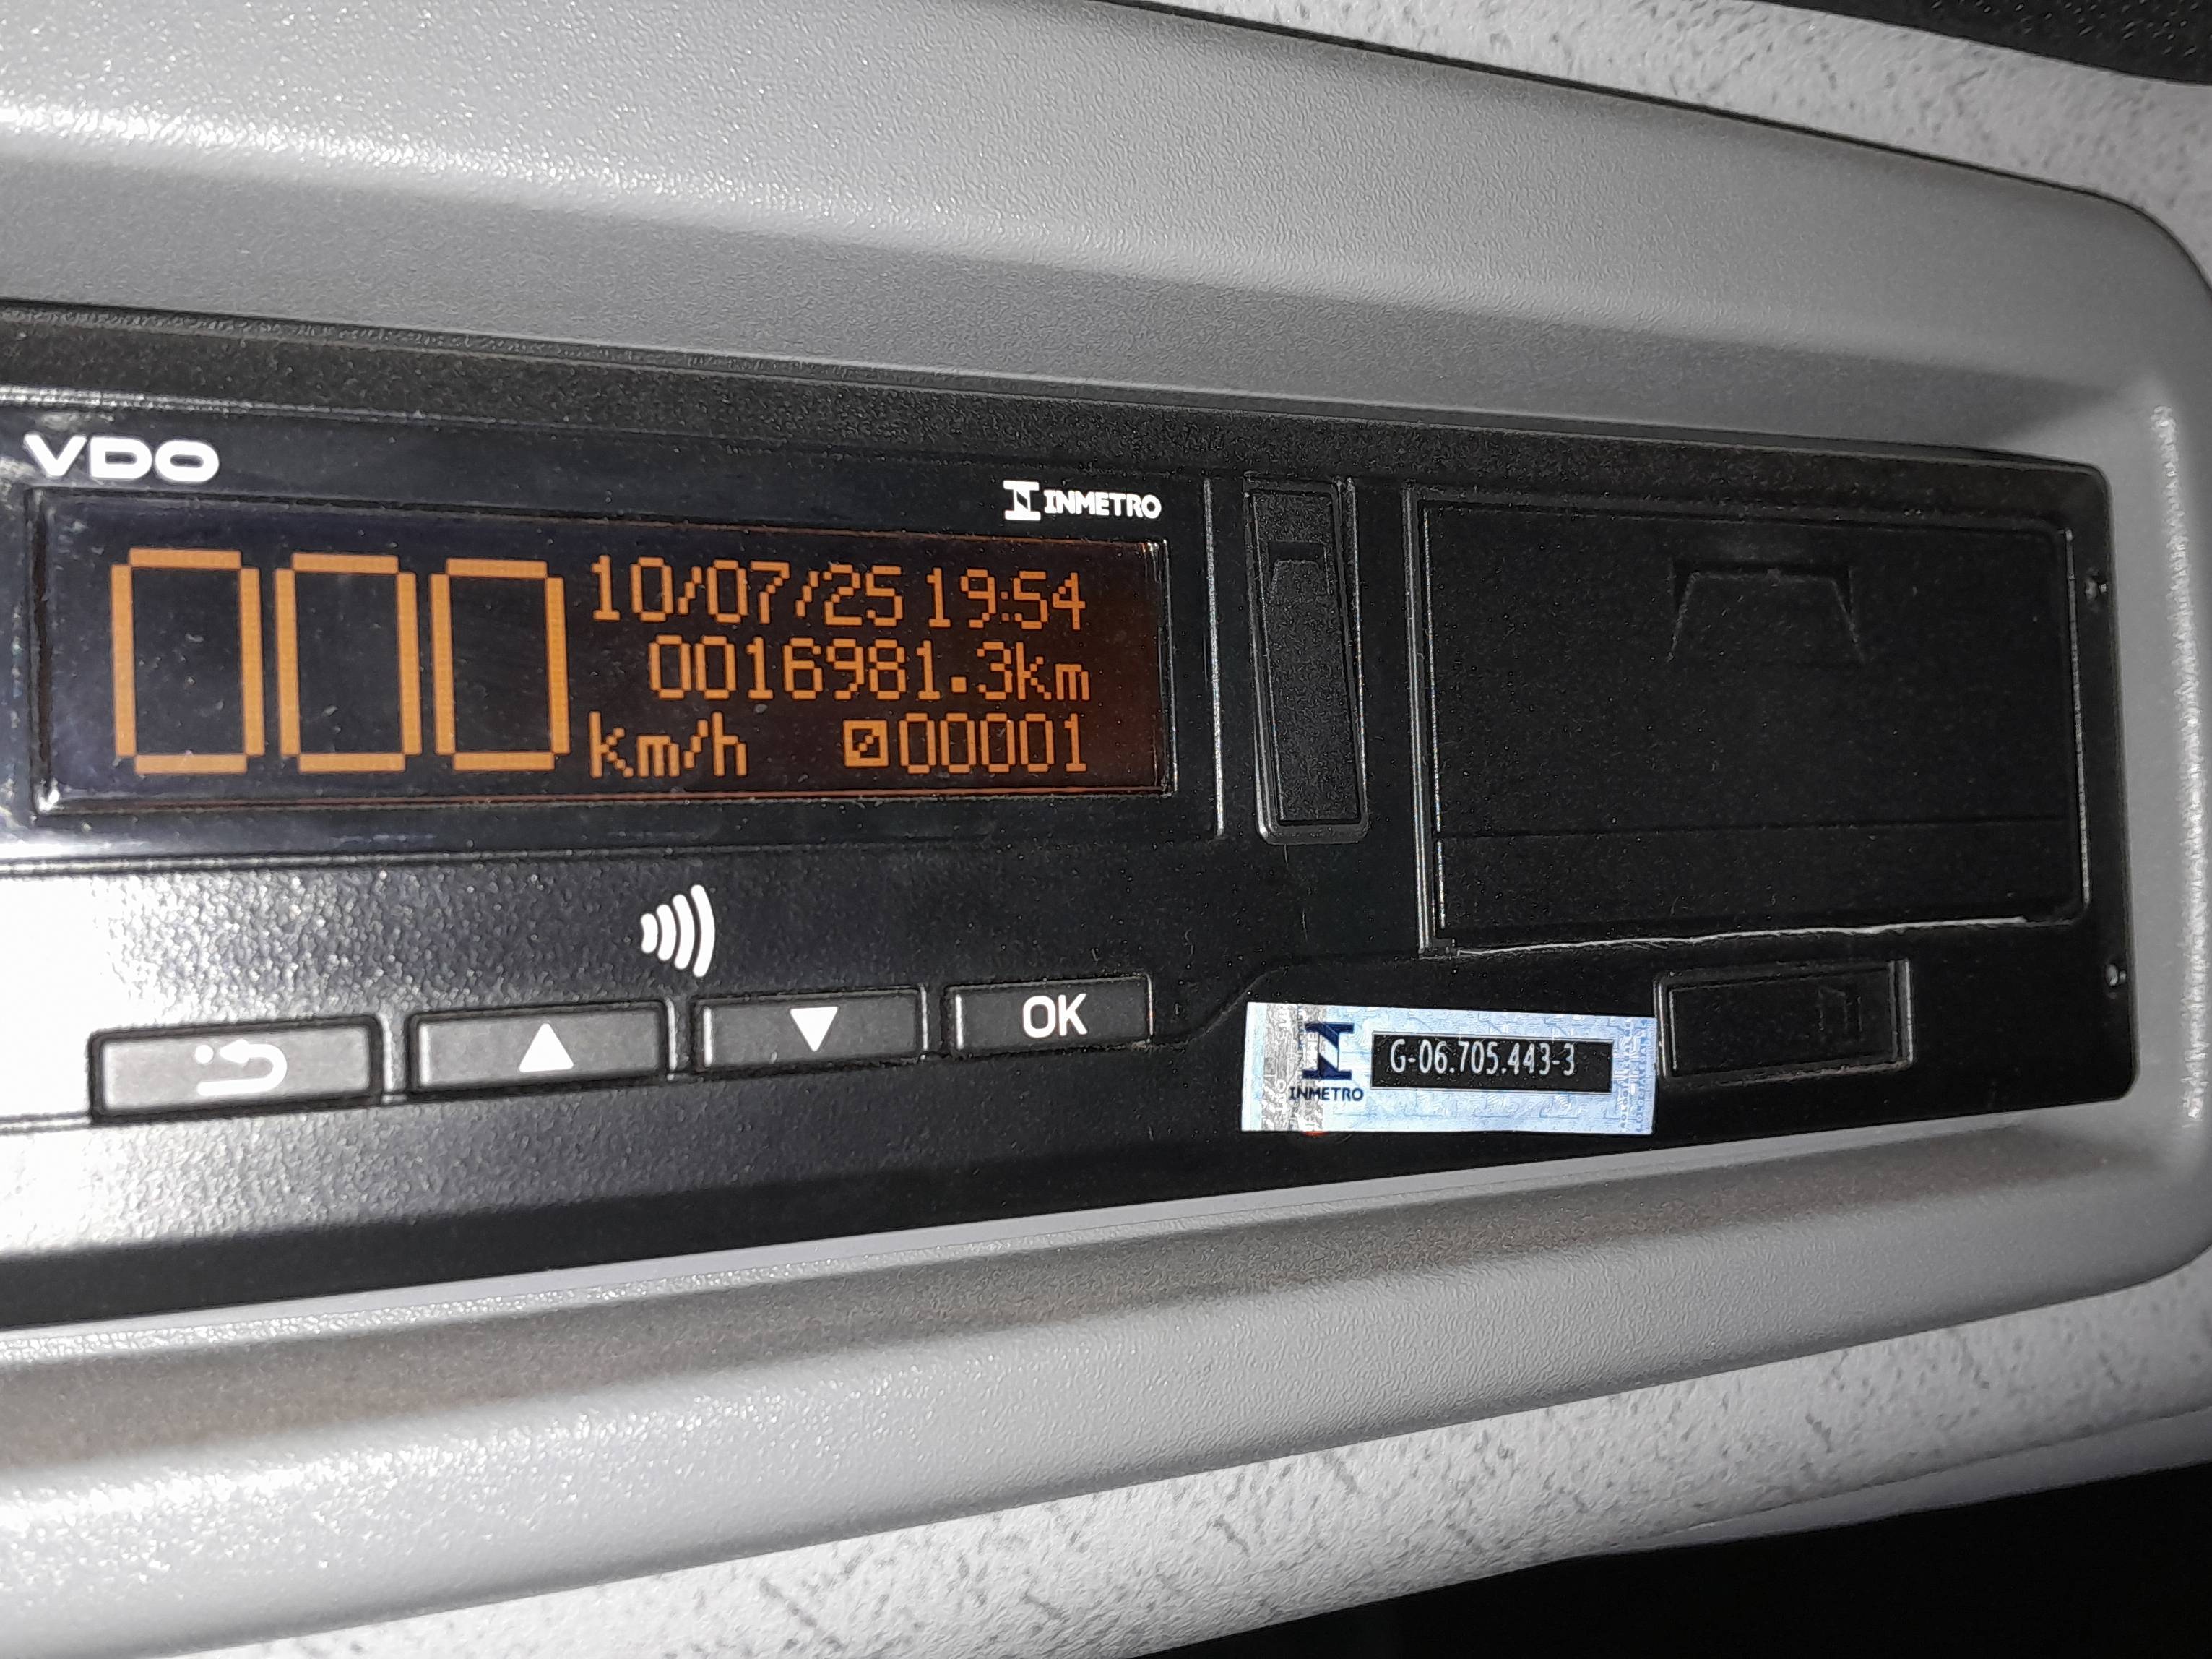 VDO
INMETRO
000 km/h
10/07/25 19:54
0016981.3km
00001
OK
INMETRO
G-06.705.443-3